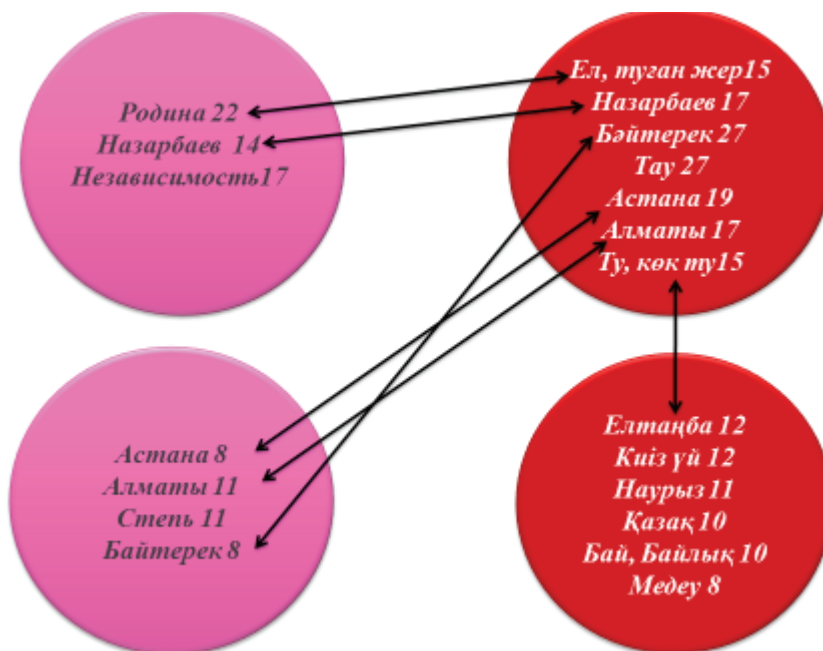 Родина 22
Назарбаев 14
Независимость17
Ел, туган жер15
Назарбаев 17
Бәйтерек 27
Тау 27
Астана 19
Алматы 17
Ту, көк ту15
Астана 8
Алматы 11
Степь 11
Байтерек 8
Елтаңба 12
Киіз үй 12
Наурыз 11
Қазақ 10
Бай, Байлық 10
Медеу 8